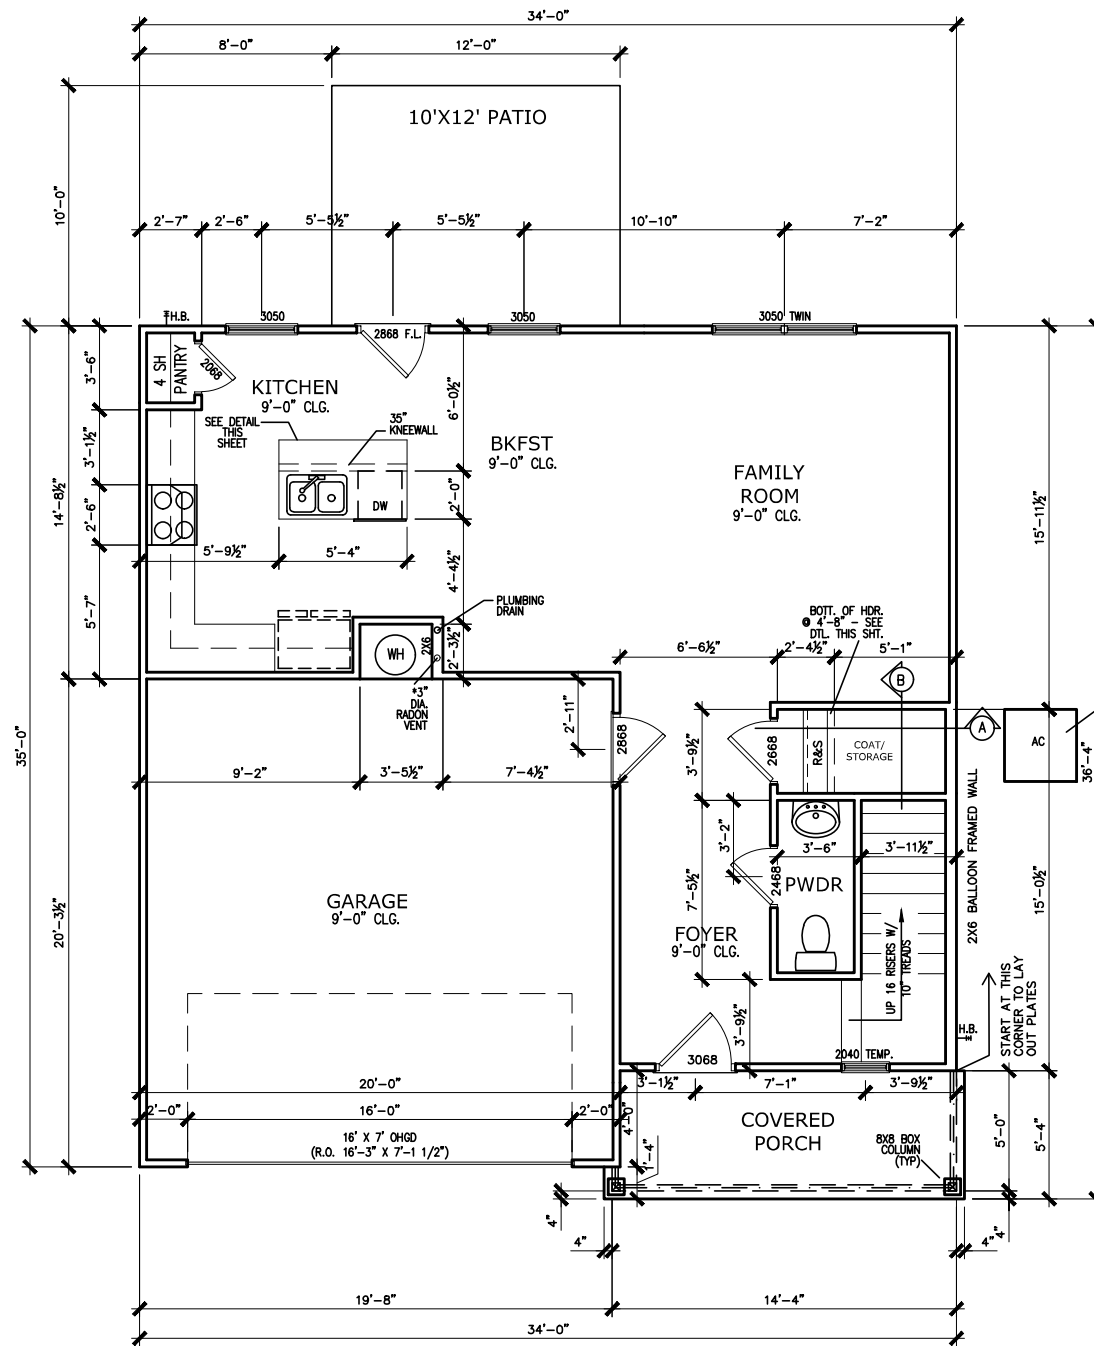 34'-0"
8'-0"
12'-0"
10'X12' PATIO
10'-0"
2'-7"
2'-6"
5'-5½"
5'-5½"
10'-10"
7'-2"
H.B.
3050
2868 F.L.
3050
3050 TWIN
4 SH
PANTRY
2068
3'-6"
KITCHEN
9'-0" CLG.
SEE DETAIL
THIS
SHEET
35"
KNEEWALL
6'-0½"
BKFST
9'-0" CLG.
FAMILY
ROOM
9'-0" CLG.
3'-1½"
14'-8½"
2'-6"
DW
2'-0"
15'-11½"
5'-9½"
5'-4"
4'-4½"
5'-7"
PLUMBING
DRAIN
BOTT. OF HDR.
@ 4'-8" - SEE
DTL. THIS SHT.
WH
2X6
2'-3½"
6'-6½"
2'-4½"
5'-1"
B
*3"
DIA.
RADON
VENT
2'-11"
2868
3'-9½"
2668
R&S
COAT/
STORAGE
A
AC
36'-4"
35'-0"
9'-2"
3'-5½"
7'-4½"
2X6 BALLOON FRAMED WALL
3'-2"
3'-6"
3'-11½"
2468
PWDR
7'-5½"
GARAGE
9'-0" CLG.
15'-0½"
20'-3½"
FOYER
9'-0" CLG.
UP 16 RISERS W/
10" TREADS
START AT THIS
CORNER TO LAY
OUT PLATES
H.B.
3'-9½"
3068
2040 TEMP.
20'-0"
3'-1½"
7'-1"
3'-9½"
2'-0"
16'-0"
2'-0"
4'-0"
COVERED
PORCH
16' X 7' OHGD
(R.O. 16'-3" X 7'-1 1/2")
1'-4"
8X8 BOX
COLUMN
(TYP)
5'-0"
5'-4"
4"
4"
4"
4"
19'-8"
14'-4"
34'-0"